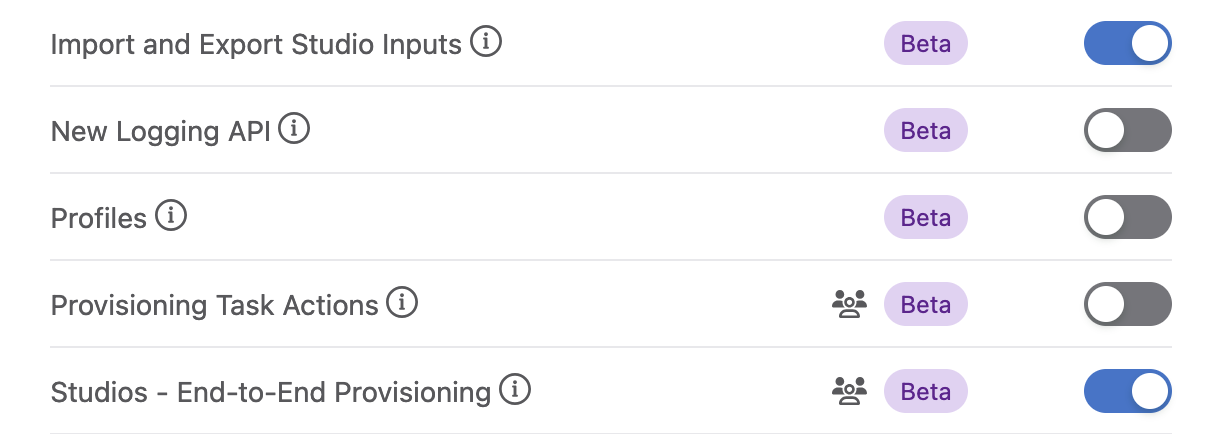 Import and Export Studio Inputs Beta
New Logging API Beta
Profiles Beta
Provisioning Task Actions Beta
Studios - End-to-End Provisioning Beta